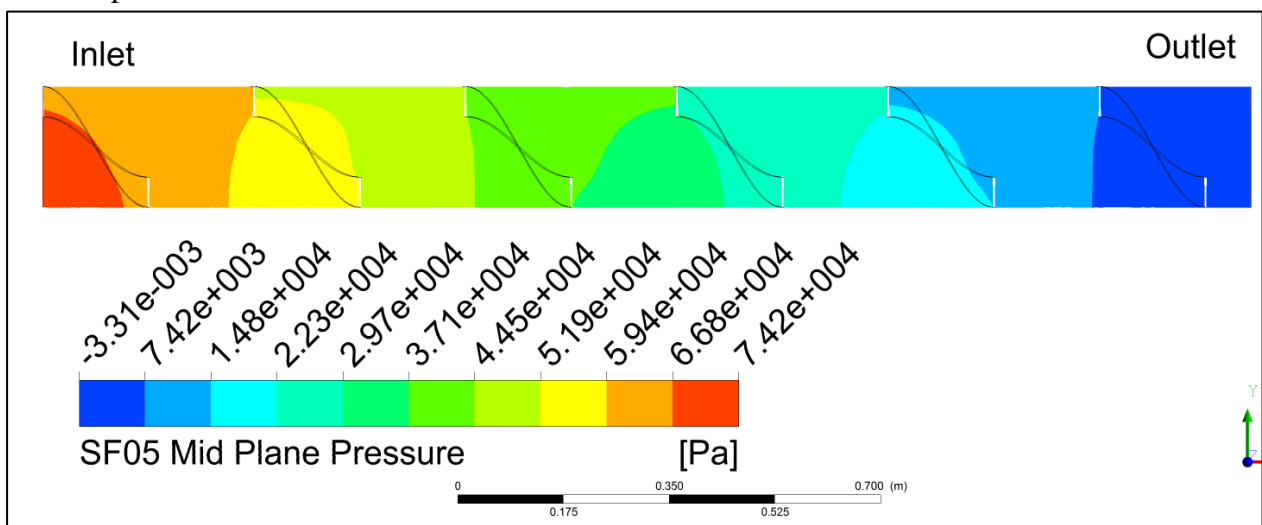 Inlet
Outlet
-3.31e-003
7.42e+003
1.48e+004
2.23e+004
2.97e+004
3.71e+004
4.45e+004
5.19e+004
5.94e+004
6.68e+004
7.42e+004
SF05 Mid Plane Pressure [Pa]
0 0.350 0.700 (m)
0.175 0.525
Y
Z